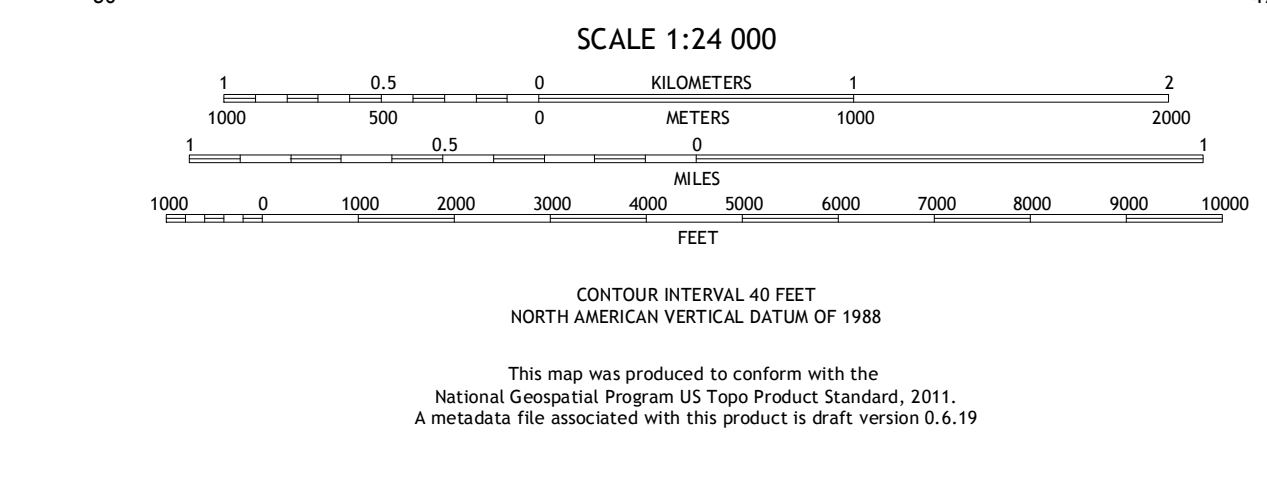 SCALE 1:24 000
1 0.5 0 KILOMETERS 1 2
1000 500 0 METERS 1000 2000
1 0.5 0 1
MILES
1000 0 1000 2000 3000 4000 5000 6000 7000 8000 9000 10000
FEET
CONTOUR INTERVAL 40 FEET
NORTH AMERICAN VERTICAL DATUM OF 1988
This map was produced to conform with the
National Geospatial Program US Topo Product Standard, 2011.
A metadata file associated with this product is draft version 0.6.19